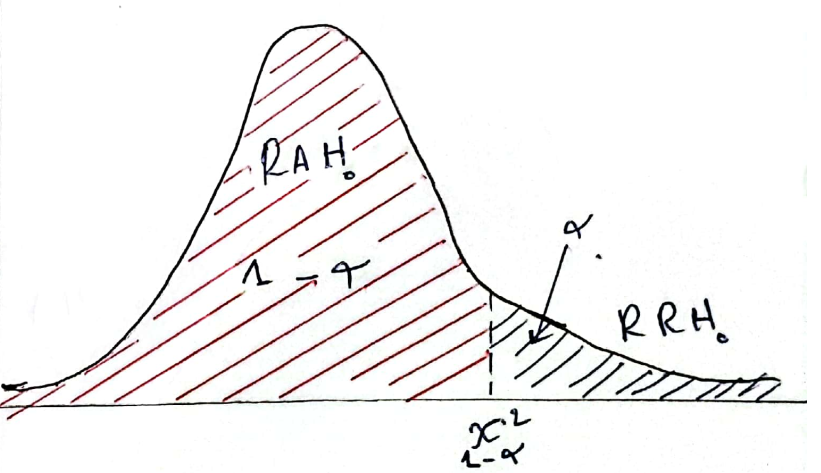 RAH₀
1 - α
α
RRH₀
χ²
1-α